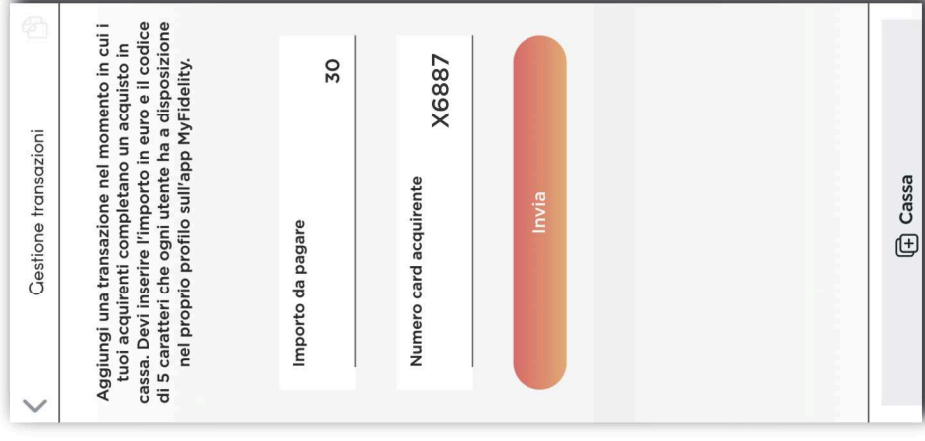 Gestione transazioni
Aggiungi una transazione nel momento in cui i
tuoi acquirenti completano un acquisto in
cassa. Devi inserire l'importo in euro e il codice
di 5 caratteri che ogni utente ha a disposizione
nel proprio profilo sull'app MyFidelity.
Importo da pagare
30
Numero card acquirente
X6887
Invia
Cassa